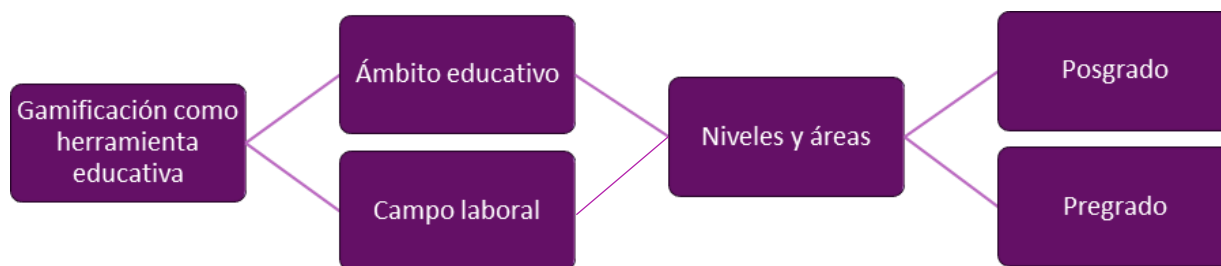 Gamificación como
herramienta
educativa
Ámbito educativo
Campo laboral
Niveles y áreas
Posgrado
Pregrado